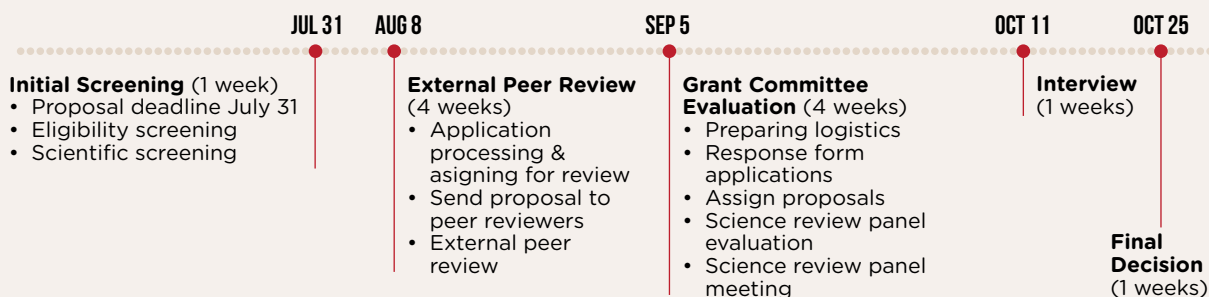 JUL 31
AUG 8
SEP 5
OCT 11
OCT 25
Initial Screening (1 week)
• Proposal deadline July 31
• Eligibility screening
• Scientific screening
External Peer Review
(4 weeks)
• Application
processing &
asigning for review
• Send proposal to
peer reviewers
• External peer
review
Grant Committee
Evaluation (4 weeks)
• Preparing logistics
• Response form
applications
• Assign proposals
• Science review panel
evaluation
• Science review panel
meeting
Interview
(1 weeks)
Final
Decision
(1 weeks)